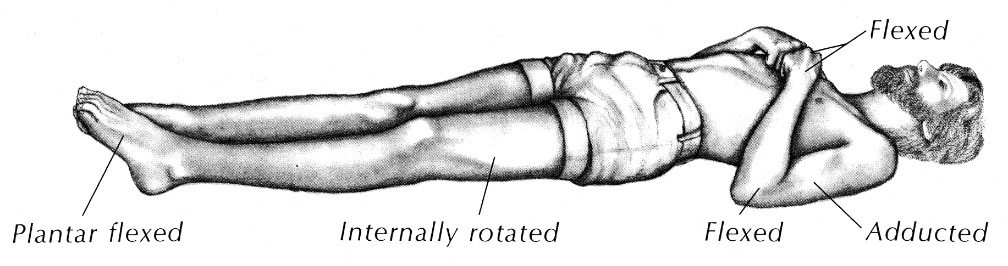 Flexed
Plantar flexed
Internally rotated
Flexed
Adducted